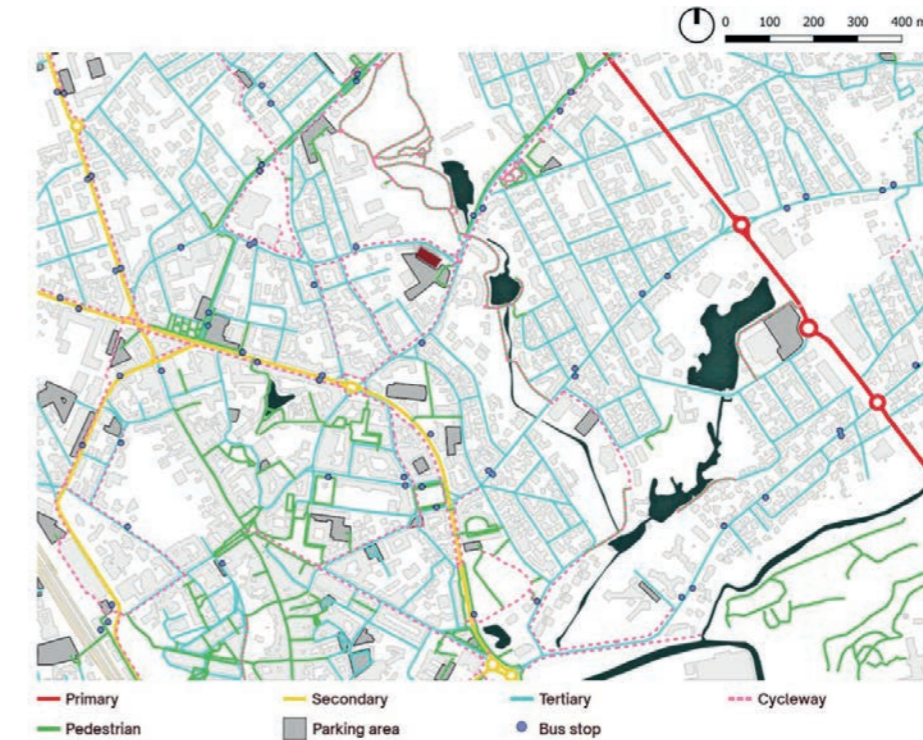 0 100 200 300 400 m
Primary Secondary Tertiary Cycleway
Pedestrian Parking area Bus stop